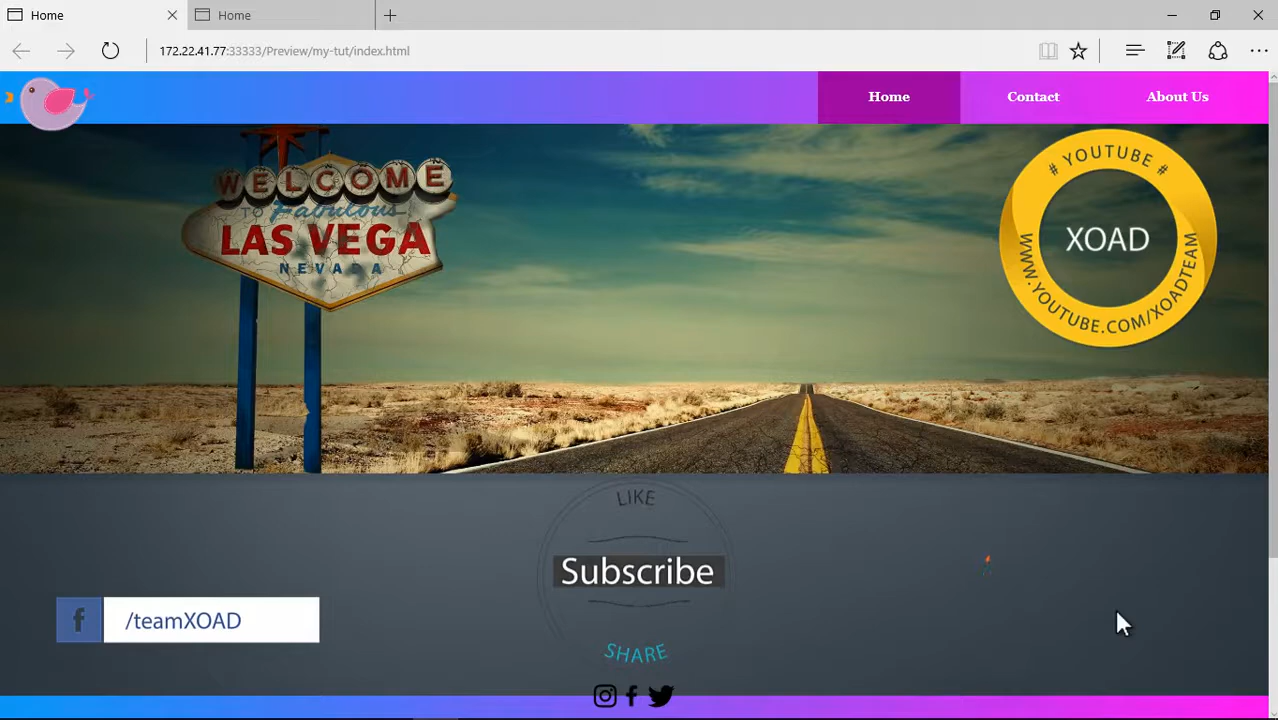 Home
Home
172.22.41.77:33333/Preview/my-tut/index.html
Home
Contact
About Us
WELCOME
TO Fabulous
LAS VEGA
NEVADA
# YOUTUBE #
XOAD
WWW.YOUTUBE.COM/XOADTEAM
LIKE
Subscribe
/teamXOAD
SHARE